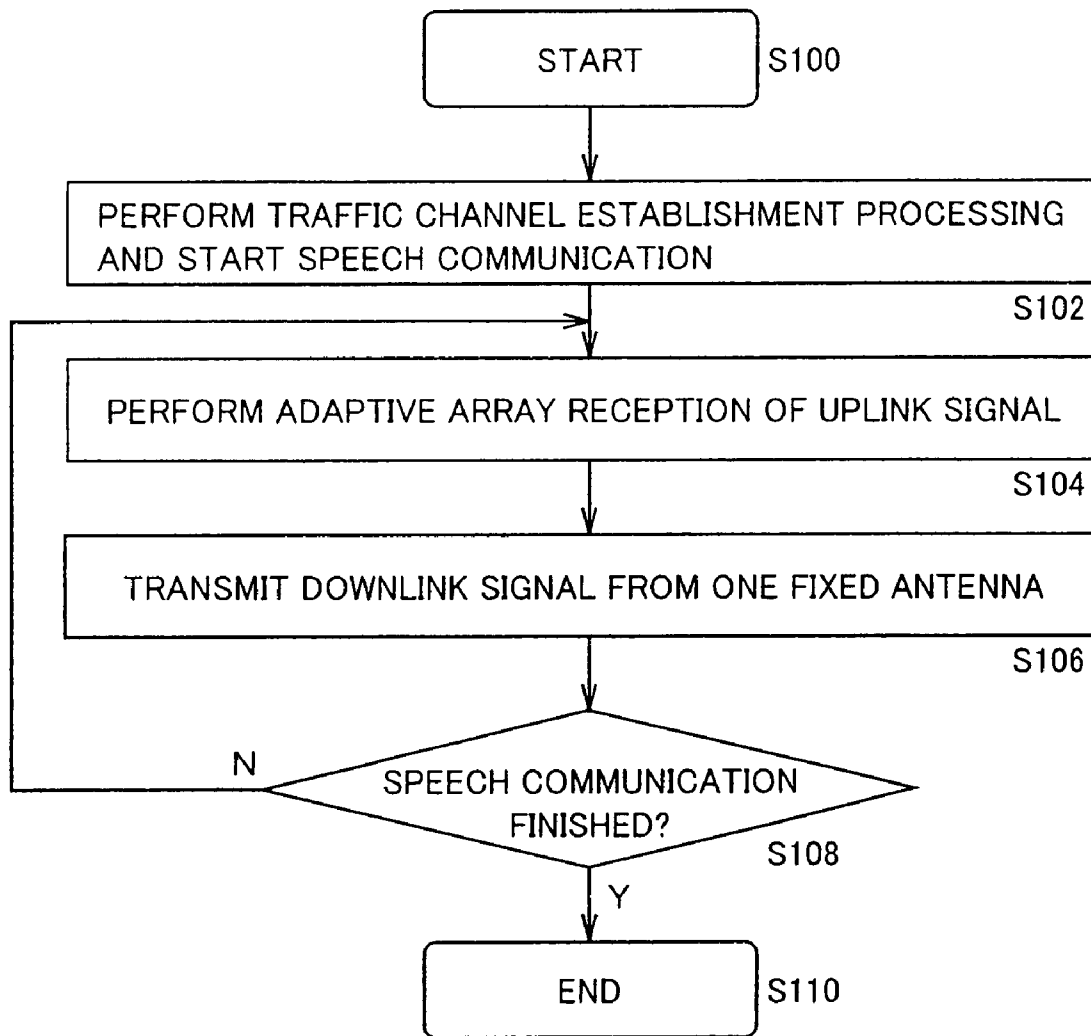 START
S100
PERFORM TRAFFIC CHANNEL ESTABLISHMENT PROCESSING
AND START SPEECH COMMUNICATION
S102
PERFORM ADAPTIVE ARRAY RECEPTION OF UPLINK SIGNAL
S104
TRANSMIT DOWNLINK SIGNAL FROM ONE FIXED ANTENNA
S106
N
SPEECH COMMUNICATION
FINISHED?
S108
Y
END
S110